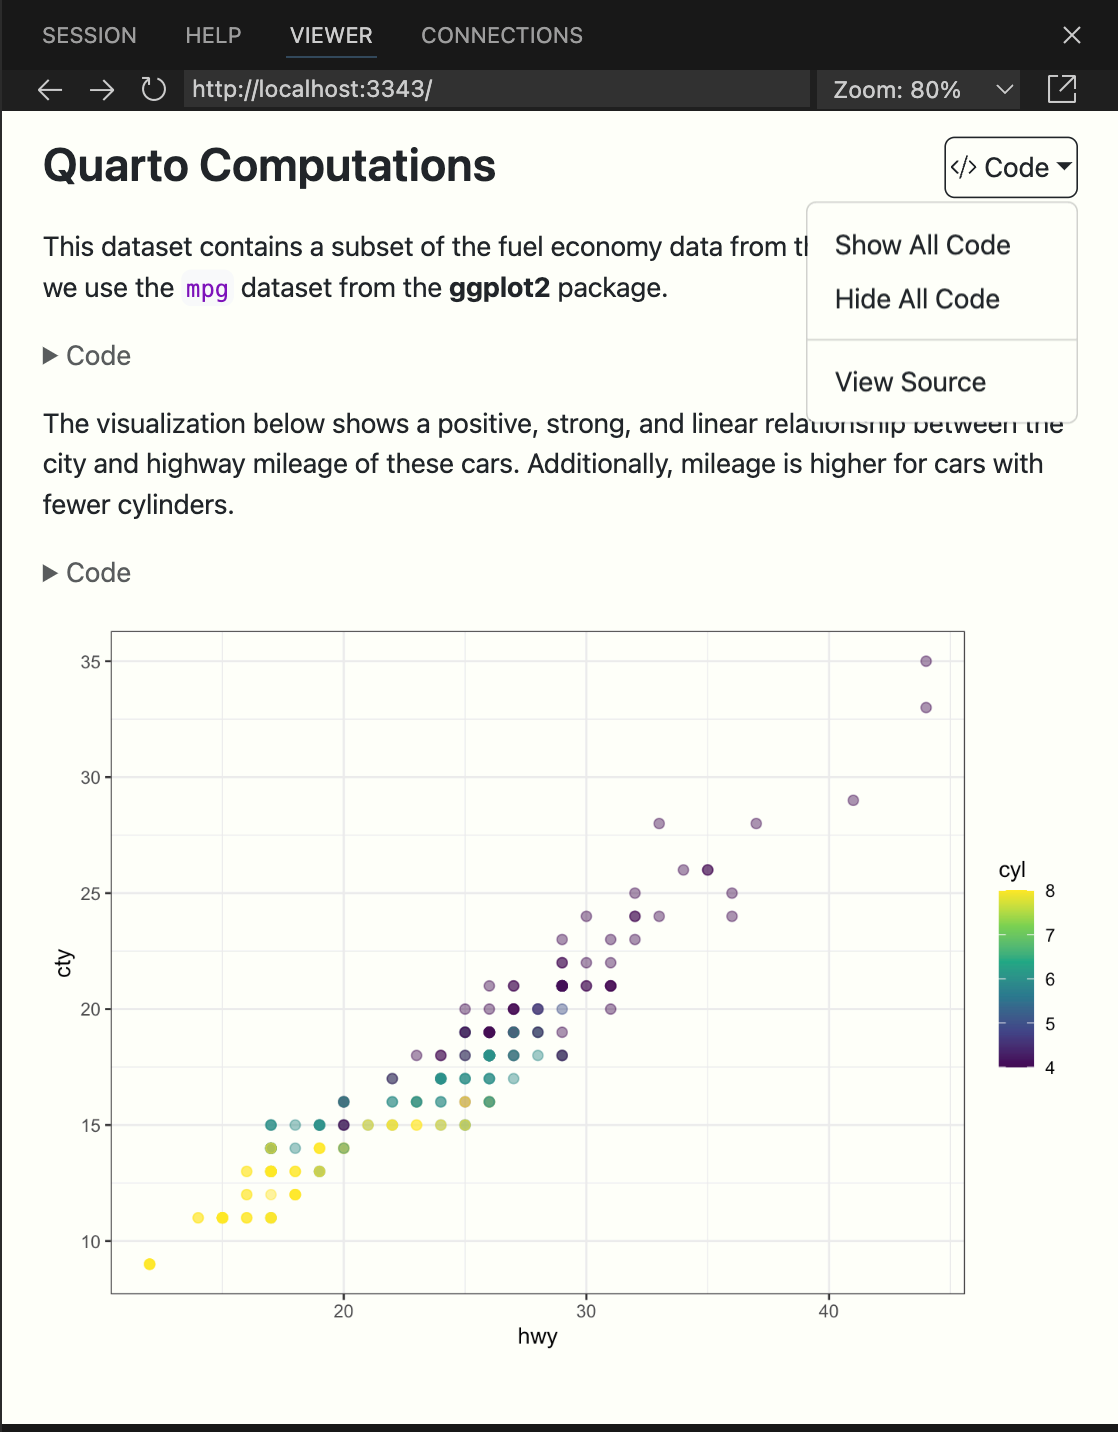 SESSION HELP VIEWER CONNECTIONS
http://localhost:3343/ Zoom: 80%
Quarto Computations
</> Code
This dataset contains a subset of the fuel economy data from
we use the mpg dataset from the ggplot2 package.
Show All Code
Hide All Code
View Source
Code
The visualization below shows a positive, strong, and linear relationship between the
city and highway mileage of these cars. Additionally, mileage is higher for cars with
fewer cylinders.
Code
35
30
25
20
15
10
cty
20 30 40
hwy
cyl
8
7
6
5
4